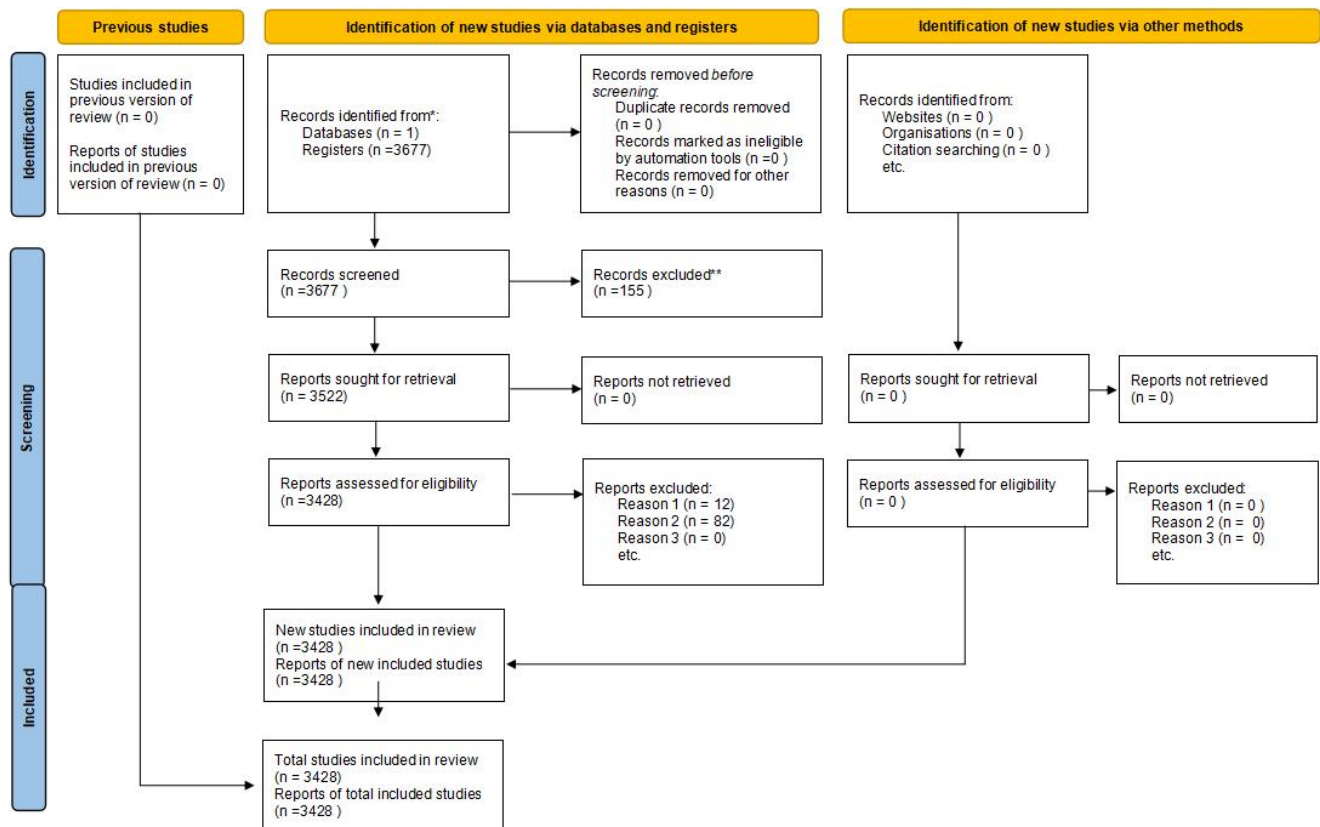 Previous studies
Identification of new studies via databases and registers
Identification of new studies via other methods
Identification
Studies included in
previous version of
review (n = 0)
Reports of studies
included in previous
version of review (n = 0)
Records identified from*:
Databases (n = 1)
Registers (n =3677)
Records removed before
screening:
Duplicate records removed
(n = 0 )
Records marked as ineligible
by automation tools (n =0 )
Records removed for other
reasons (n = 0)
Records identified from:
Websites (n = 0 )
Organisations (n = 0 )
Citation searching (n = 0 )
etc.
Screening
Records screened
(n =3677 )
Records excluded**
(n =155 )
Reports sought for retrieval
(n = 3522)
Reports not retrieved
(n = 0)
Reports sought for retrieval
(n = 0 )
Reports not retrieved
(n = 0)
Reports assessed for eligibility
(n =3428)
Reports excluded:
Reason 1 (n = 12)
Reason 2 (n = 82)
Reason 3 (n = 0)
etc.
Reports assessed for eligibility
(n = 0 )
Reports excluded:
Reason 1 (n = 0 )
Reason 2 (n =  0)
Reason 3 (n =  0)
etc.
Included
New studies included in review
(n =3428 )
Reports of new included studies
(n =3428 )
Total studies included in review
(n = 3428)
Reports of total included studies
(n =3428 )